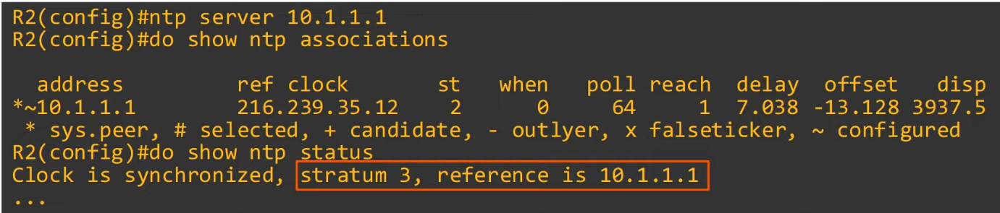 R2(config)#ntp server 10.1.1.1
R2(config)#do show ntp associations
address ref clock st when poll reach delay offset disp
*~10.1.1.1 216.239.35.12 2 0 64 1 7.038 -13.128 3937.5
* sys.peer, # selected, + candidate, - outlyer, x falseticker, ~ configured
R2(config)#do show ntp status
Clock is synchronized, stratum 3, reference is 10.1.1.1
...